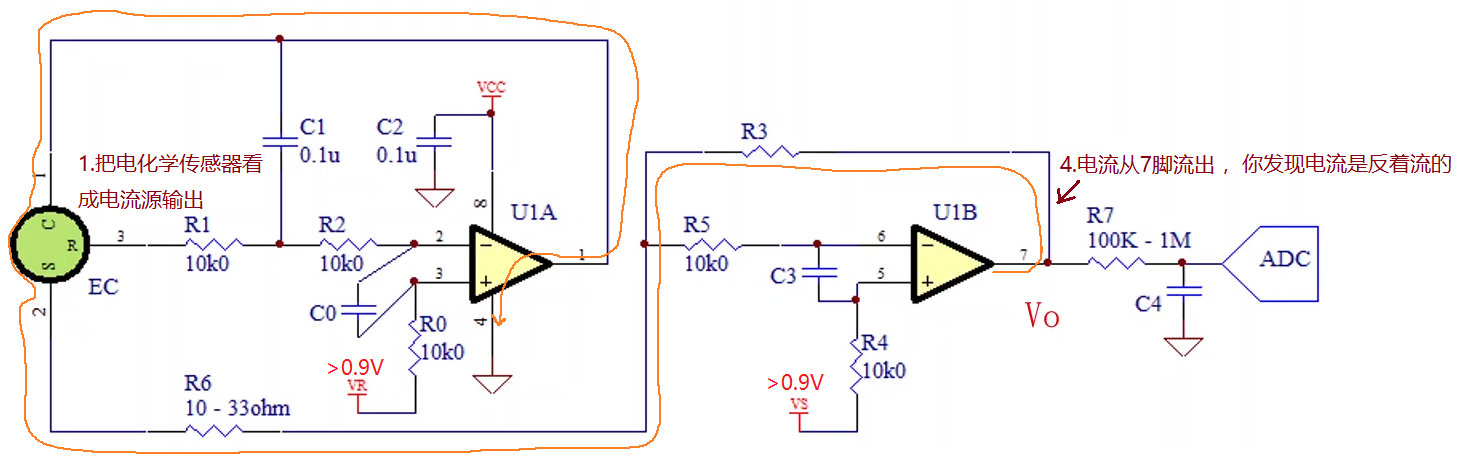 VCC
R3
C1
0.1u
C2
0.1u
1.把电化学传感器看
成电流源输出
4.电流从7脚流出 ，你发现电流是反着流的
1
8
C
R
S
3
R1
10k0
R2
10k0
2
−
U1A
1
3
+
R5
10k0
6
−
U1B
7
5
+
R7
100K - 1M
ADC
EC
2
C0
4
R0
10k0
C3
Vo
C4
>0.9V
VR
R4
10k0
>0.9V
VS
R6
10 - 33ohm